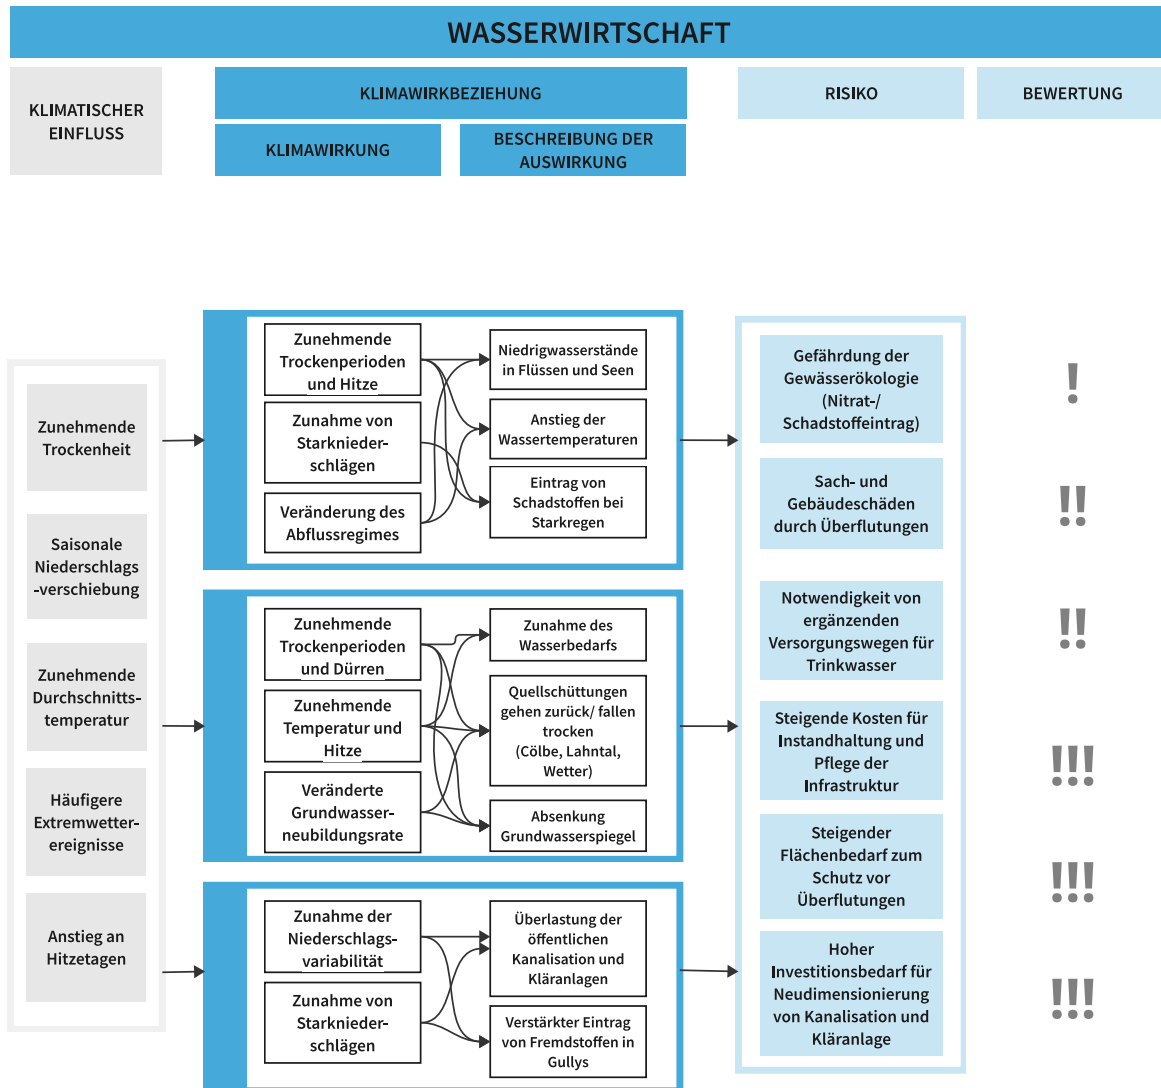 WASSERWIRTSCHAFT
KLIMATISCHER
EINFLUSS
KLIMAWIRKBEZIEHUNG
KLIMAWIRKUNG
BESCHREIBUNG DER
AUSWIRKUNG
RISIKO
BEWERTUNG
Zunehmende
Trockenheit
Saisonale
Niederschlags
-verschiebung
Zunehmende
Durchschnitts-
temperatur
Häufigere
Extremwetter-
ereignisse
Anstieg an
Hitzetagen
Zunehmende
Trockenperioden
und Hitze
Zunahme von
Starknieder-
schlägen
Veränderung des
Abflussregimes
Niedrigwasserstände
in Flüssen und Seen
Anstieg der
Wassertemperaturen
Eintrag von
Schadstoffen bei
Starkregen
Zunehmende
Trockenperioden
und Dürren
Zunehmende
Temperatur und
Hitze
Veränderte
Grundwasser-
neubildungsrate
Zunahme des
Wasserbedarfs
Quellschüttungen
gehen zurück/ fallen
trocken
(Cölbe, Lahntal,
Wetter)
Absenkung
Grundwasserspiegel
Zunahme der
Niederschlags-
variabilität
Zunahme von
Starknieder-
schlägen
Überlastung der
öffentlichen
Kanalisation und
Kläranlagen
Verstärkter Eintrag
von Fremdstoffen in
Gullys
Gefährdung der
Gewässerökologie
(Nitrat-/
Schadstoffeintrag)
!
Sach- und
Gebäudeschäden
durch Überflutungen
!!
Notwendigkeit von
ergänzenden
Versorgungswegen für
Trinkwasser
!!
Steigende Kosten für
Instandhaltung und
Pflege der
Infrastruktur
!!!
Steigender
Flächenbedarf zum
Schutz vor
Überflutungen
!!!
Hoher
Investitionsbedarf für
Neudimensionierung
von Kanalisation und
Kläranlage
!!!